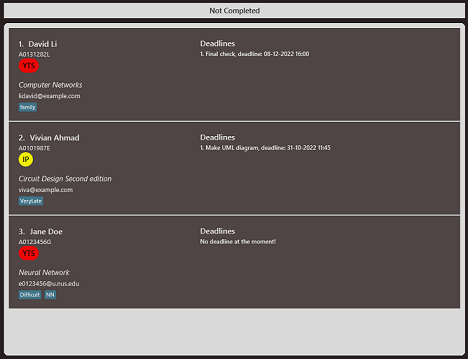 Not Completed
1. David Li
A0131282L
YTS
Computer Networks
lidavid@example.com
family
Deadlines
1. Final check, deadline: 08-12-2022 16:00
2. Vivian Ahmad
A0101987E
IP
Circuit Design Second edition
viva@example.com
VeryLate
Deadlines
1. Make UML diagram, deadline: 31-10-2022 11:45
3. Jane Doe
A0123456G
YTS
Neural Network
e0123456@u.nus.edu
Difficult NN
Deadlines
No deadline at the moment!